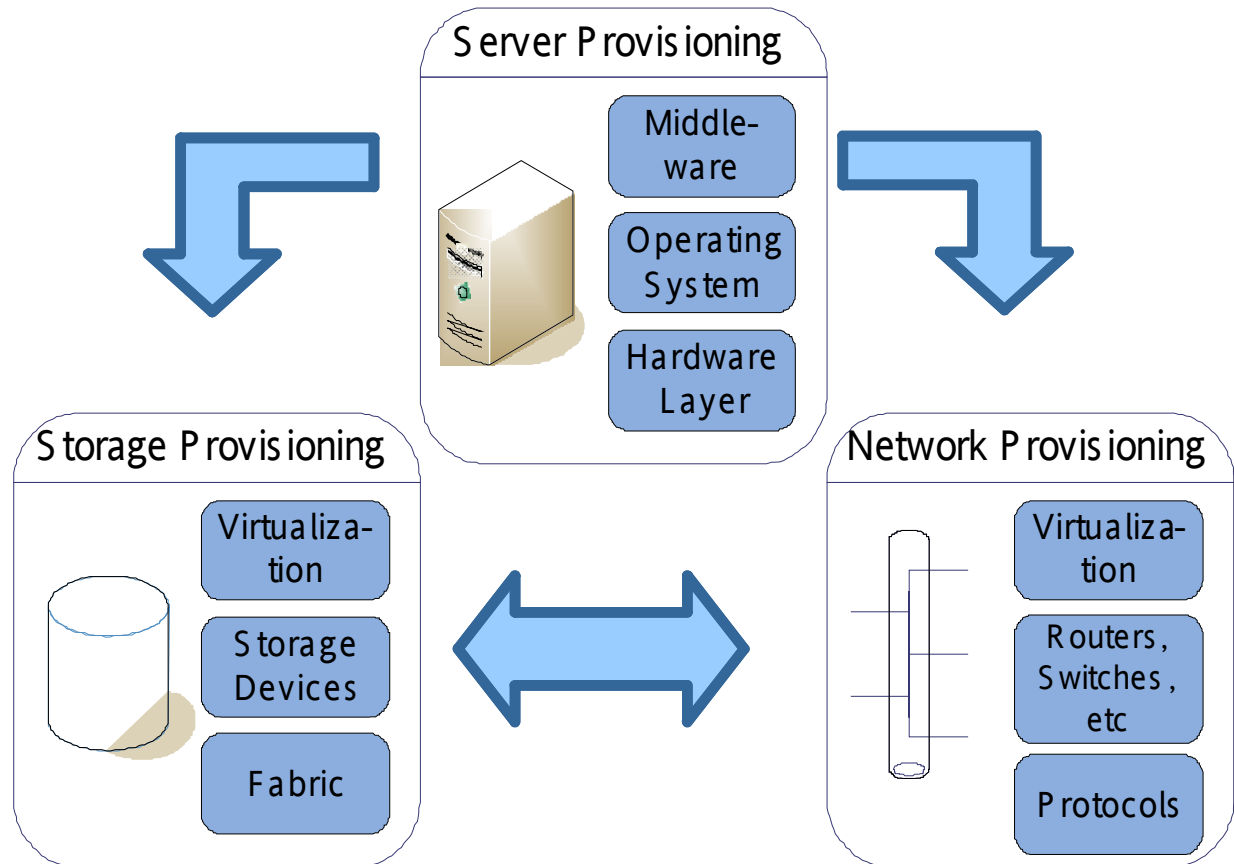 Server Provisioning
Middle-
ware
Operating
System
Hardware
Layer
Storage Provisioning
Virtualiza-
tion
Storage
Devices
Fabric
Network Provisioning
Virtualiza-
tion
Routers,
Switches,
etc
Protocols